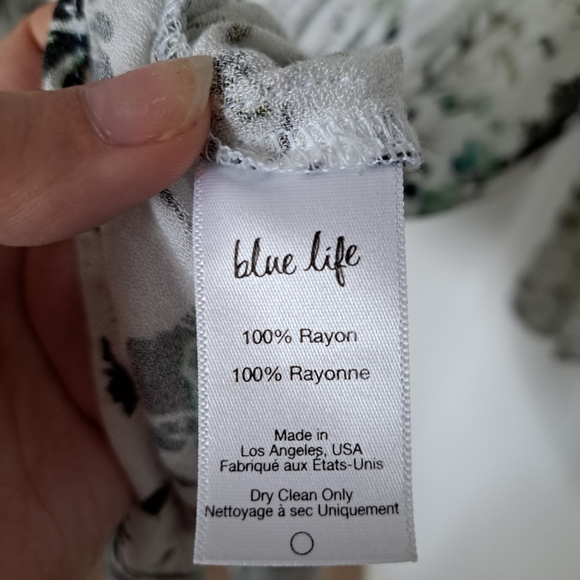 blue life
100% Rayon
100% Rayonne
Made in
Los Angeles, USA
Fabriqué aux États-Unis
Dry Clean Only
Nettoyage à sec Uniquement